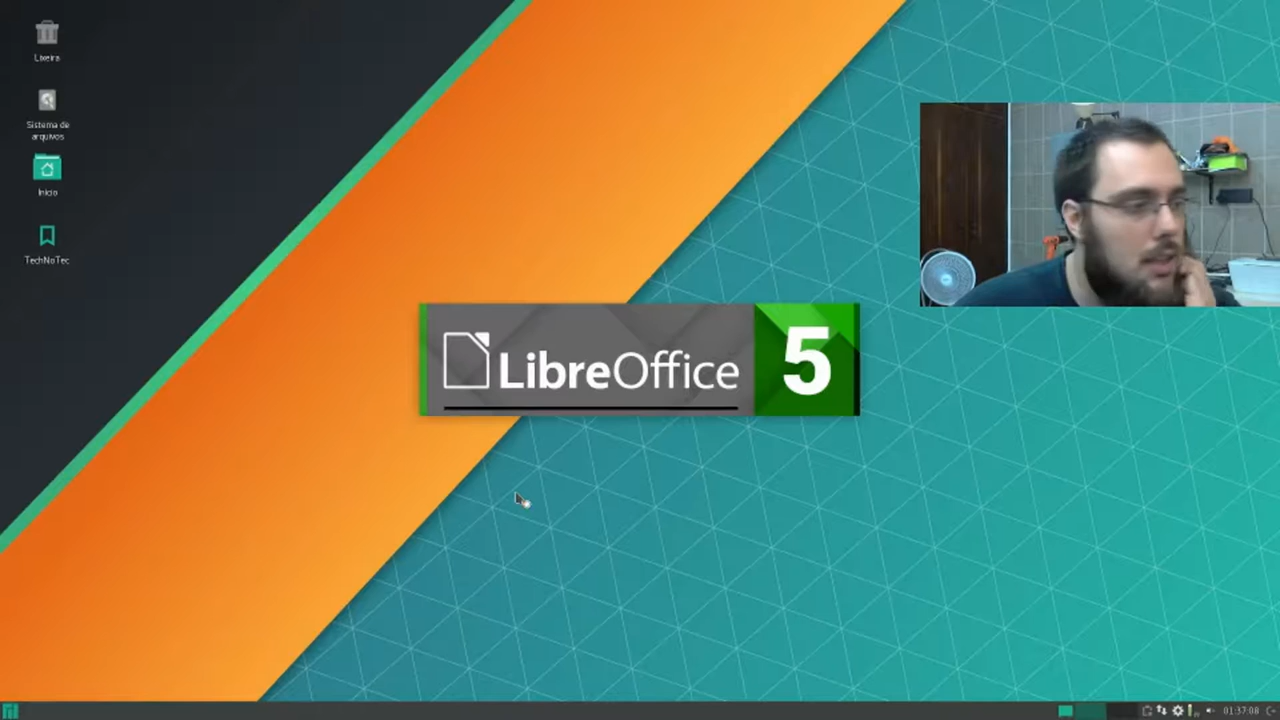 Lixeira
Sistema de
arquivos
Início
TechNoTec
LibreOffice 5
01:37:08